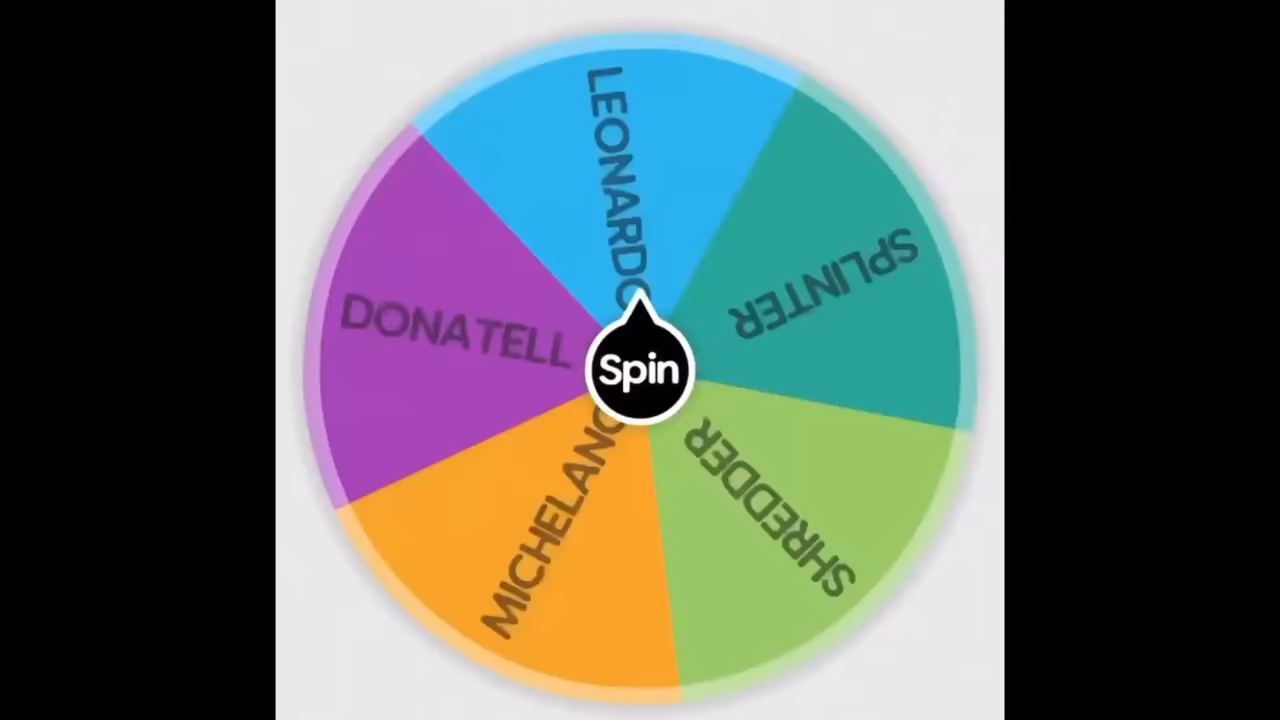 LEONARDO
SPLINTER
SHREDDER
MICHELANG
DONATELL
Spin